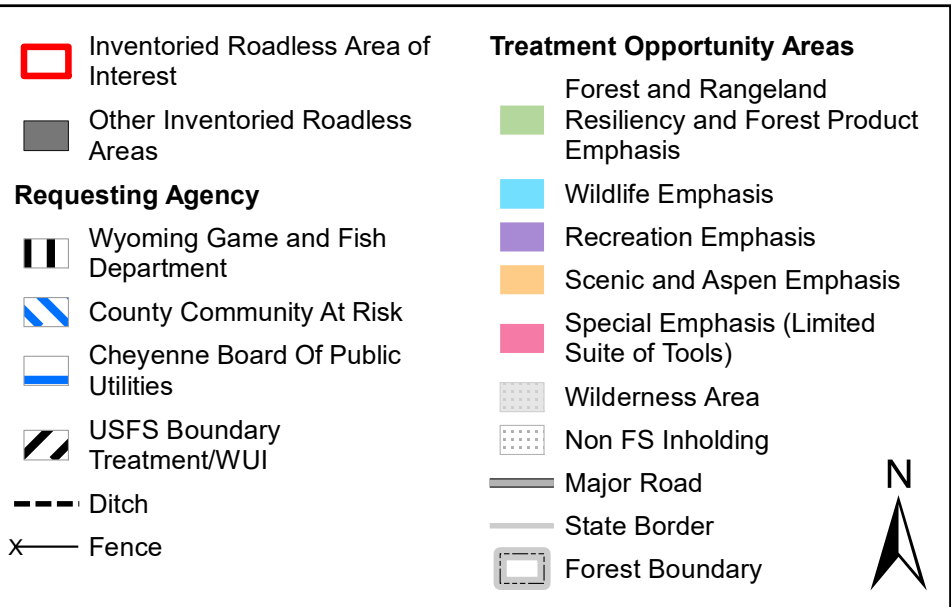 Inventoried Roadless Area of
Interest
Other Inventoried Roadless
Areas
Requesting Agency
Wyoming Game and Fish
Department
County Community At Risk
Cheyenne Board Of Public
Utilities
USFS Boundary
Treatment/WUI
Ditch
X Fence
Treatment Opportunity Areas
Forest and Rangeland
Resiliency and Forest Product
Emphasis
Wildlife Emphasis
Recreation Emphasis
Scenic and Aspen Emphasis
Special Emphasis (Limited
Suite of Tools)
Wilderness Area
Non FS Inholding
Major Road
State Border
Forest Boundary
N